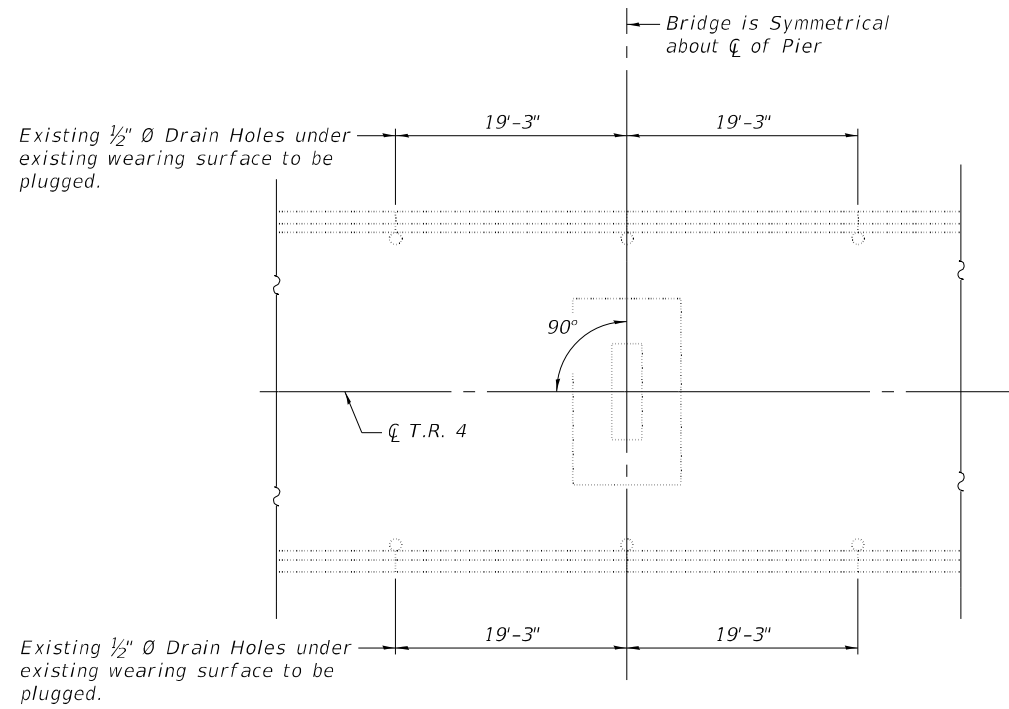 Bridge is Symmetrical
about ℄ of Pier
19'-3"
19'-3"
Existing ½" Ø Drain Holes under
existing wearing surface to be
plugged.
90°
℄ T.R. 4
19'-3"
19'-3"
Existing ½" Ø Drain Holes under
existing wearing surface to be
plugged.